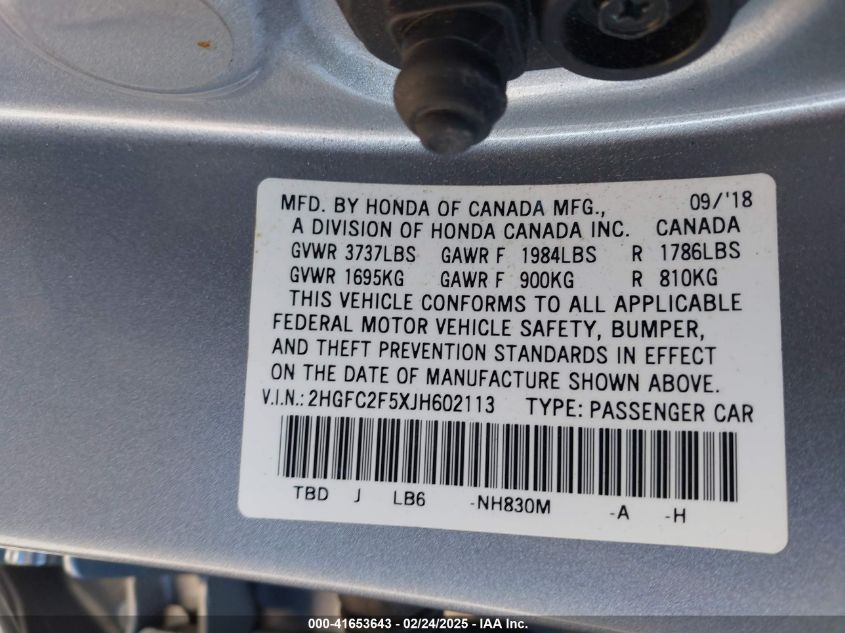 MFD. BY HONDA OF CANADA MFG., 09/'18
A DIVISION OF HONDA CANADA INC. CANADA
GVWR 3737LBS GAWR F 1984LBS R 1786LBS
GVWR 1695KG GAWR F 900KG R 810KG
THIS VEHICLE CONFORMS TO ALL APPLICABLE
FEDERAL MOTOR VEHICLE SAFETY, BUMPER,
AND THEFT PREVENTION STANDARDS IN EFFECT
ON THE DATE OF MANUFACTURE SHOWN ABOVE.
V.I.N.: 2HGFC2F5XJH602113 TYPE: PASSENGER CAR
TBD J LB6 -NH830M -A -H
000-41653643 - 02/24/2025 - IAA Inc.